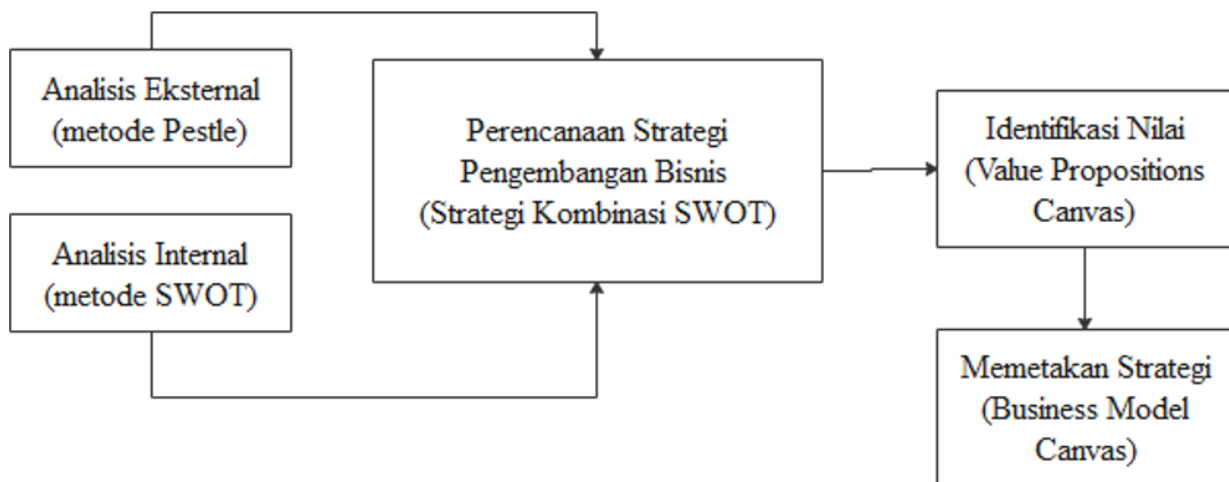 Analisis Eksternal
(metode Pestle)
Analisis Internal
(metode SWOT)
Perencanaan Strategi
Pengembangan Bisnis
(Strategi Kombinasi SWOT)
Identifikasi Nilai
(Value Propositions
Canvas)
Memetakan Strategi
(Business Model
Canvas)